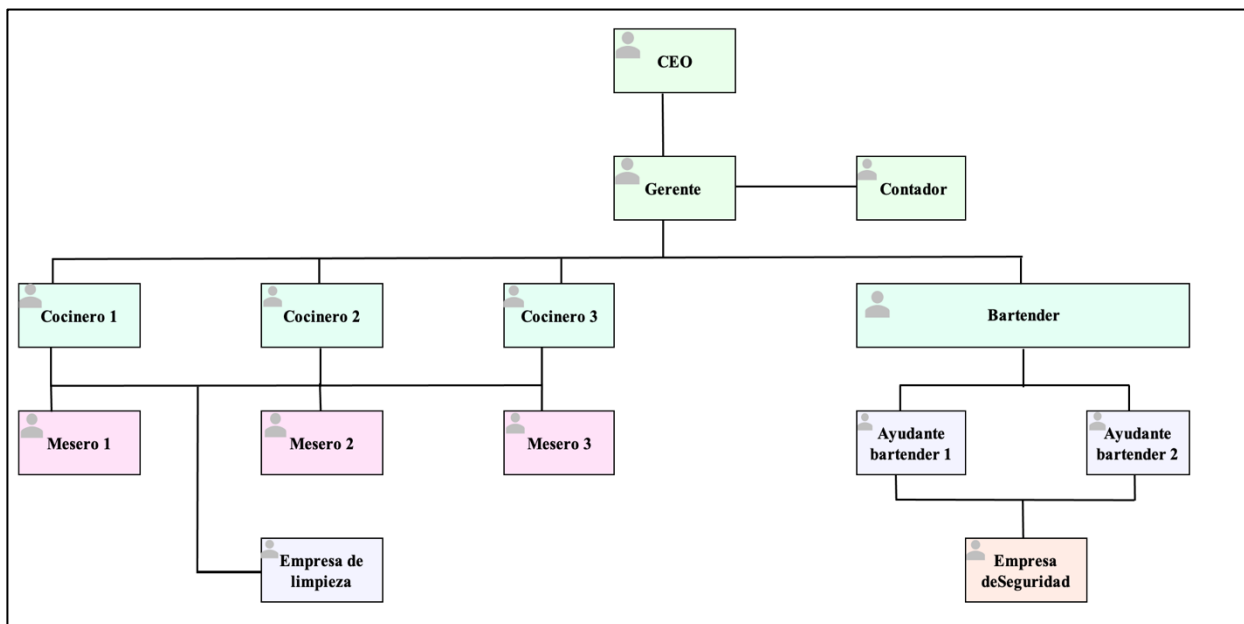 CEO
Gerente
Contador
Cocinero 1
Cocinero 2
Cocinero 3
Bartender
Mesero 1
Mesero 2
Mesero 3
Ayudante
bartender 1
Ayudante
bartender 2
Empresa de
limpieza
Empresa
deSeguridad